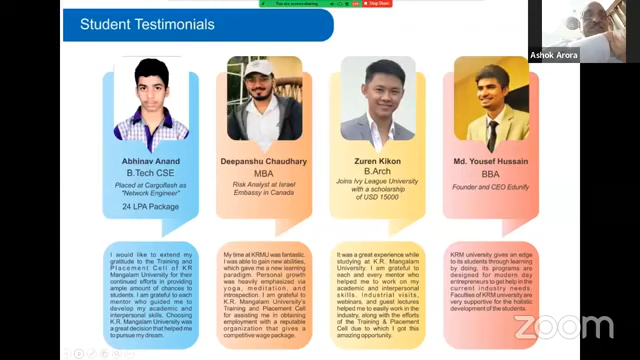 You are screen sharing
Stop Share
Student Testimonials
Ashok Arora
Abhinav Anand
B.Tech CSE
Placed at Cargoflash as
"Network Engineer"
24 LPA Package
Deepanshu Chaudhary
MBA
Risk Analyst at Israel
Embassy in Canada
Zuren Kikon
B.Arch
Joins Ivy League University
with a scholarship
of USD 15000
Md. Yousef Hussain
BBA
Founder and CEO Edunify
I would like to extend my
gratitude to the Training and
Placement Cell of KR
Mangalam University for their
continued efforts in providing
ample amount of chances to
students. I am grateful to each
mentor who guided me to
develop my academic and
interpersonal skills. Choosing
K.R. Mangalam University was
a great decision that helped me
to pursue my dream.
My time at KRMU was fantastic.
I was able to gain new abilities,
which gave me a new learning
paradigm. Personal growth
was heavily emphasized via
yoga, meditation, and
introspection. I am grateful to
K.R. Mangalam University's
Training and Placement Cell
for assisting me in obtaining
employment with a reputable
organization that gives a
competitive wage package.
It was a great experience while
studying at K.R. Mangalam
University. I am grateful to each
and every mentor who
helped me to work on my
academic and interpersonal
skills. Industrial visits,
webinars, and guest lectures
helped me to easily work in the
industry, along with the efforts
of the Training & Placement
Cell due to which I got this
amazing opportunity.
KRM university gives an edge
to its students through learning
by doing, its programs are
designed for modern day
entrepreneurs to get help in the
current industry needs.
Faculties of KRM University are
very supportive for the holistic
development of the students.
zoom